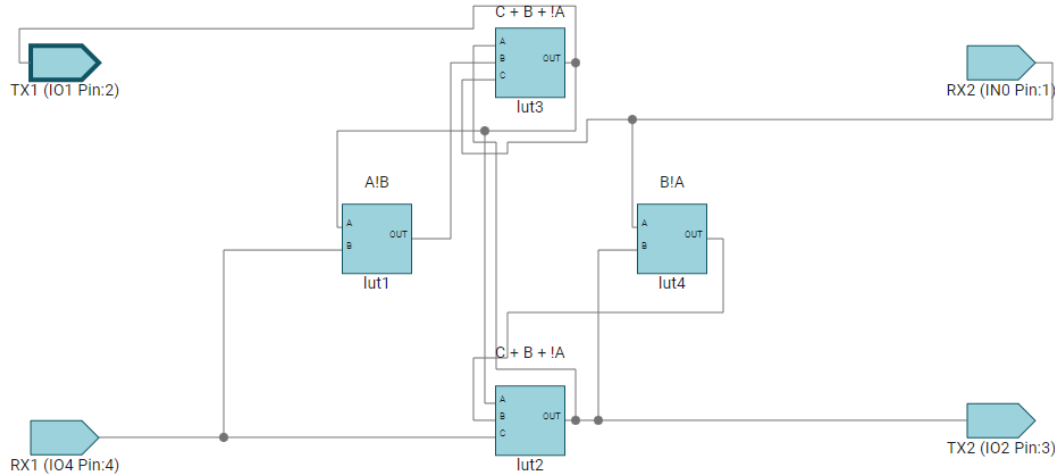 C + B + !A
A
B
C
OUT
lut3
TX1 (IO1 Pin:2)
RX2 (IN0 Pin:1)
A!B
A
B
OUT
lut1
B!A
A
B
OUT
lut4
C + B + !A
A
B
C
OUT
lut2
RX1 (IO4 Pin:4)
TX2 (IO2 Pin:3)